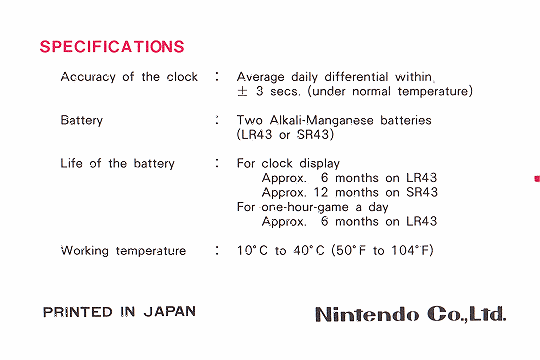 SPECIFICATIONS
Accuracy of the clock : Average daily differential within
± 3 secs. (under normal temperature)
Battery : Two Alkali-Manganese batteries
(LR43 or SR43)
Life of the battery : For clock display
Approx. 6 months on LR43
Approx. 12 months on SR43
For one-hour-game a day
Approx. 6 months on LR43
Working temperature : 10°C to 40°C (50°F to 104°F)
PRINTED IN JAPAN Nintendo Co.,Ltd.